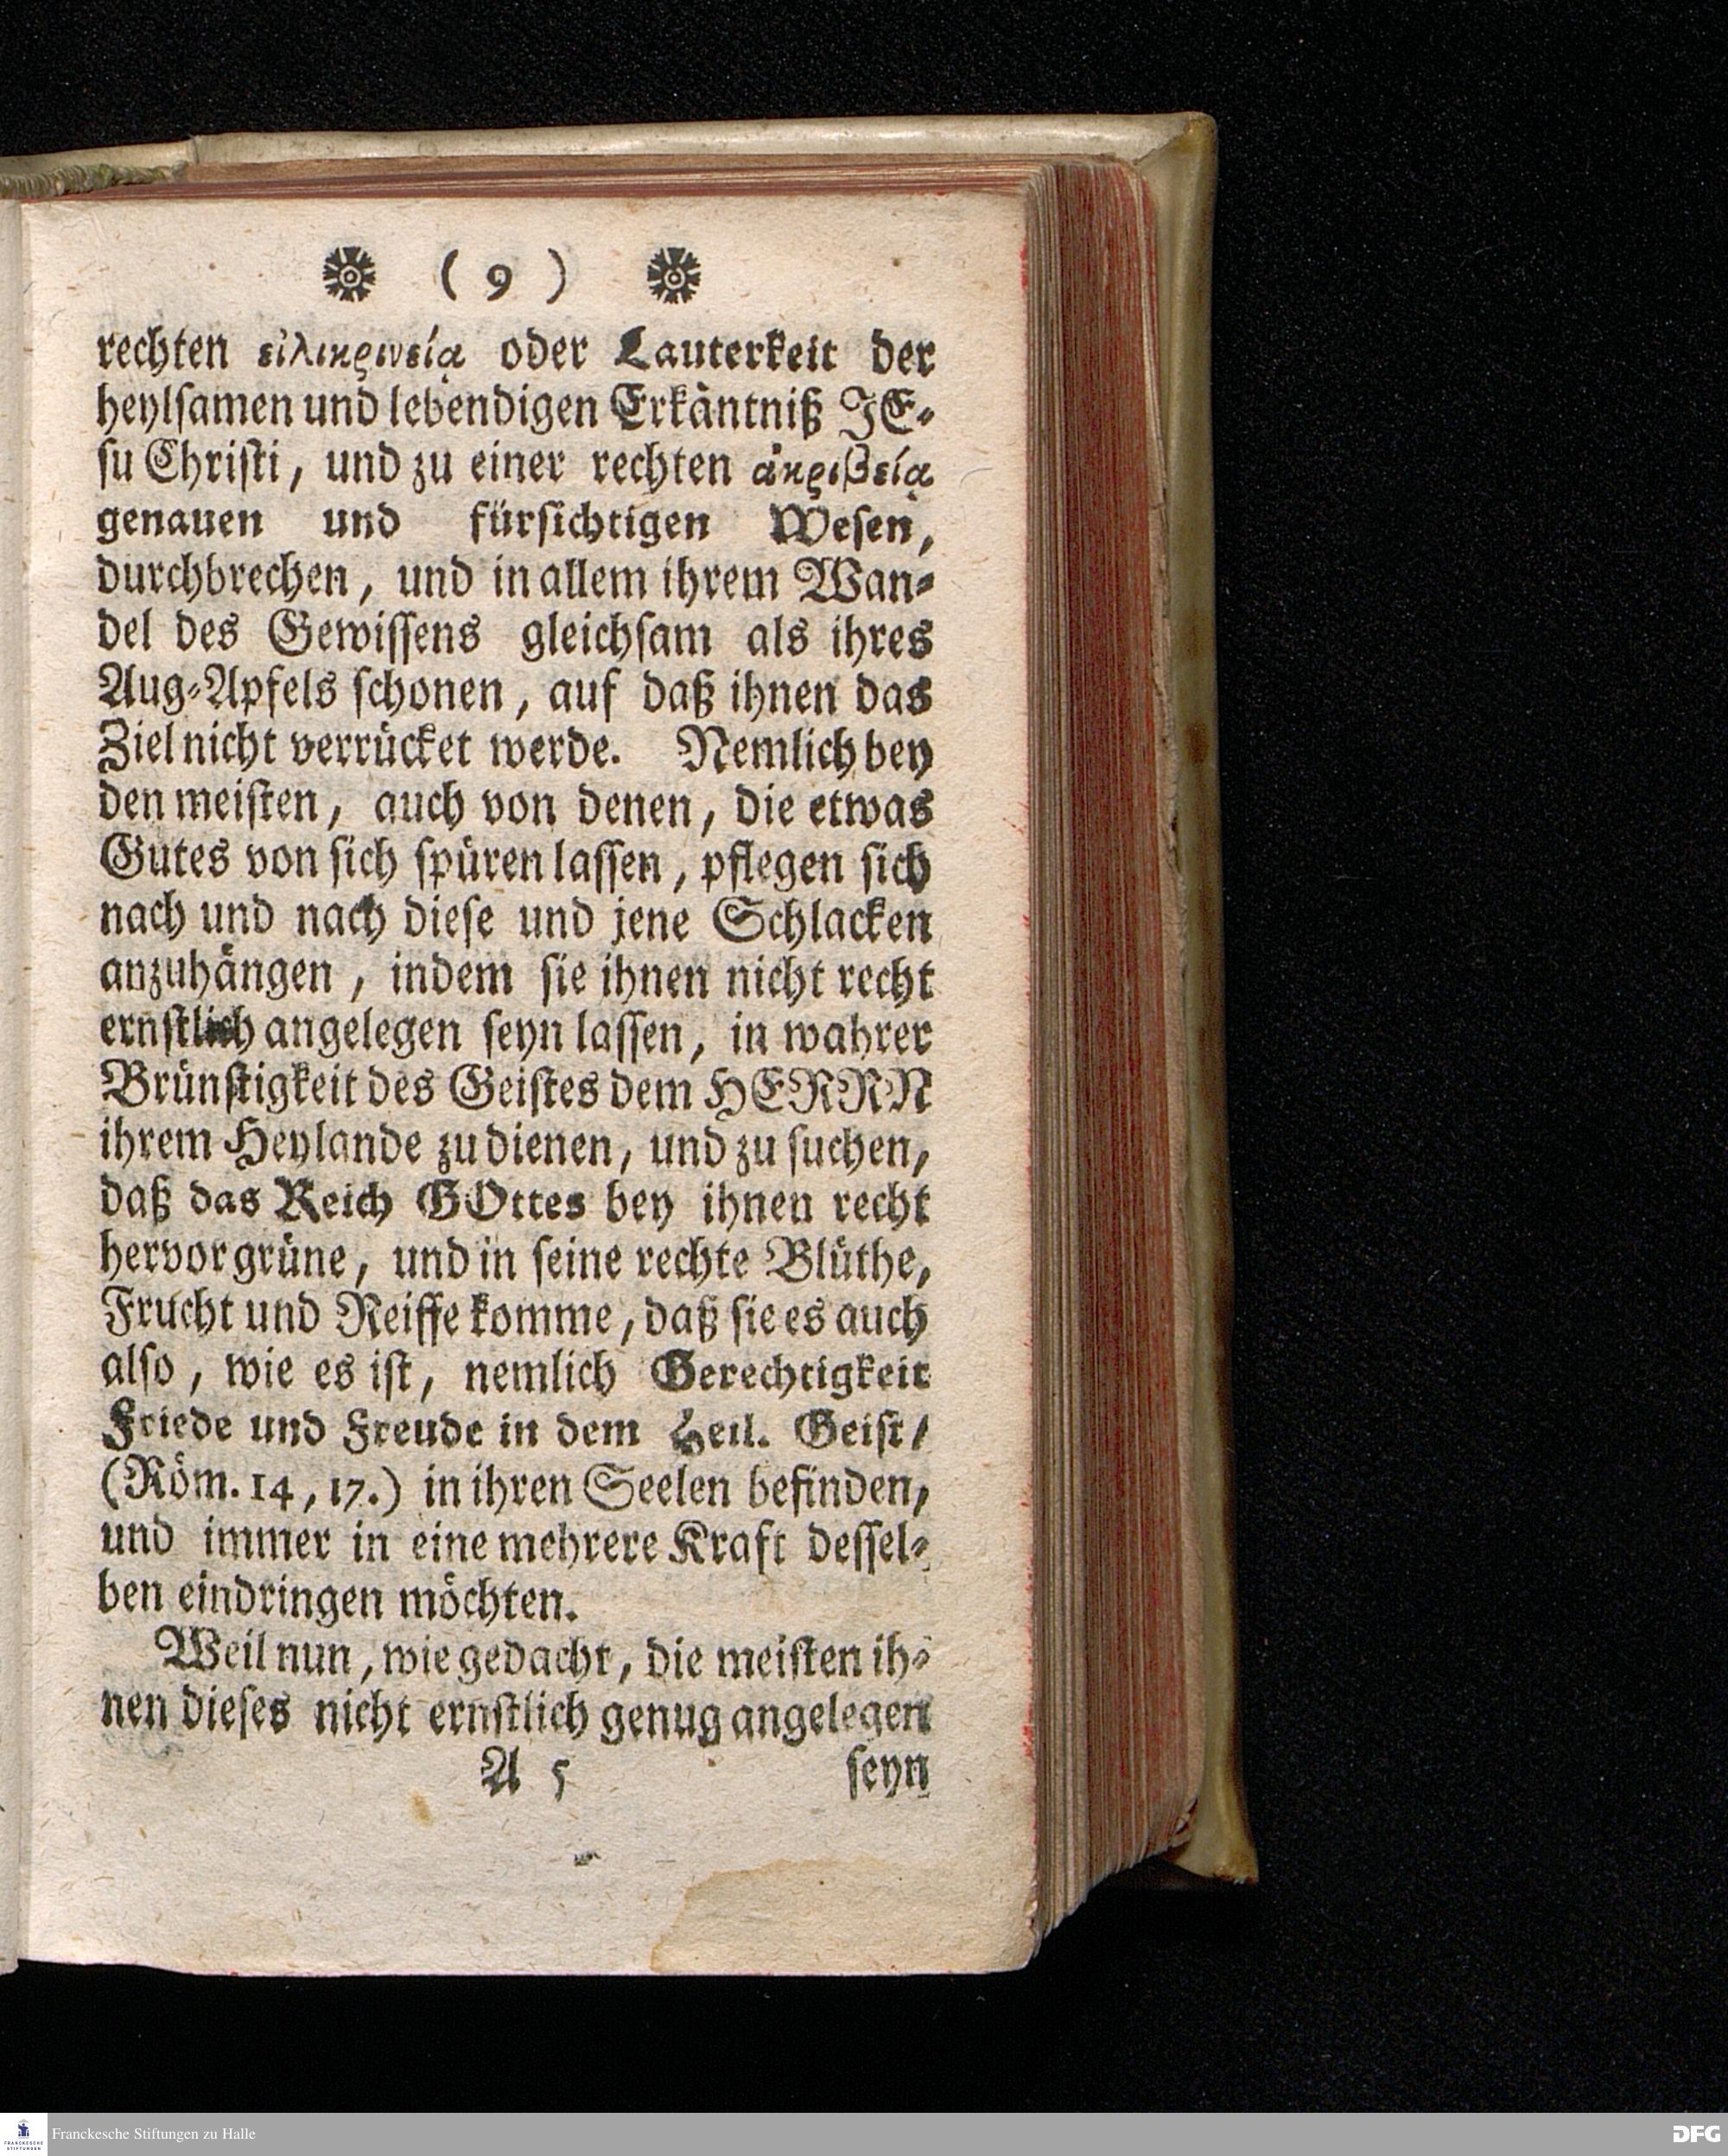 ( 9 )
rechten εἰλικρινείᾳ oder Lauterkeit der
heylsamen und lebendigen Erkäntniß JE-
su Christi, und zu einer rechten ἀκριβείᾳ
genauen und fürsichtigen Wesen,
durchbrechen, und in allem ihrem Wan-
del des Gewissens gleichsam als ihres
Aug-Apfels schonen, auf daß ihnen das
Ziel nicht verrücket werde. Nemlich bey
den meisten, auch von denen, die etwas
Gutes von sich spüren lassen, pflegen sich
nach und nach diese und jene Schlacken
anzuhängen, indem sie ihnen nicht recht
ernstlich angelegen seyn lassen, in wahrer
Brünstigkeit des Geistes dem HERRN
ihrem Heylande zu dienen, und zu suchen,
daß das Reich GOttes bey ihnen recht
hervorgrüne, und in seine rechte Blüthe,
Frucht und Reiffe komme, daß sie es auch
also, wie es ist, nemlich Gerechtigkeit
Friede und Freude in dem Heil. Geist/
(Röm. 14, 17.) in ihren Seelen befinden,
und immer in eine mehrere Kraft dessel-
ben eindringen möchten.
Weil nun, wie gedacht, die meisten ih-
nen dieses nicht ernstlich genug angelegen
A 5 seyn
FRANCKESCHE STIFTUNGEN
Franckesche Stiftungen zu Halle
DFG